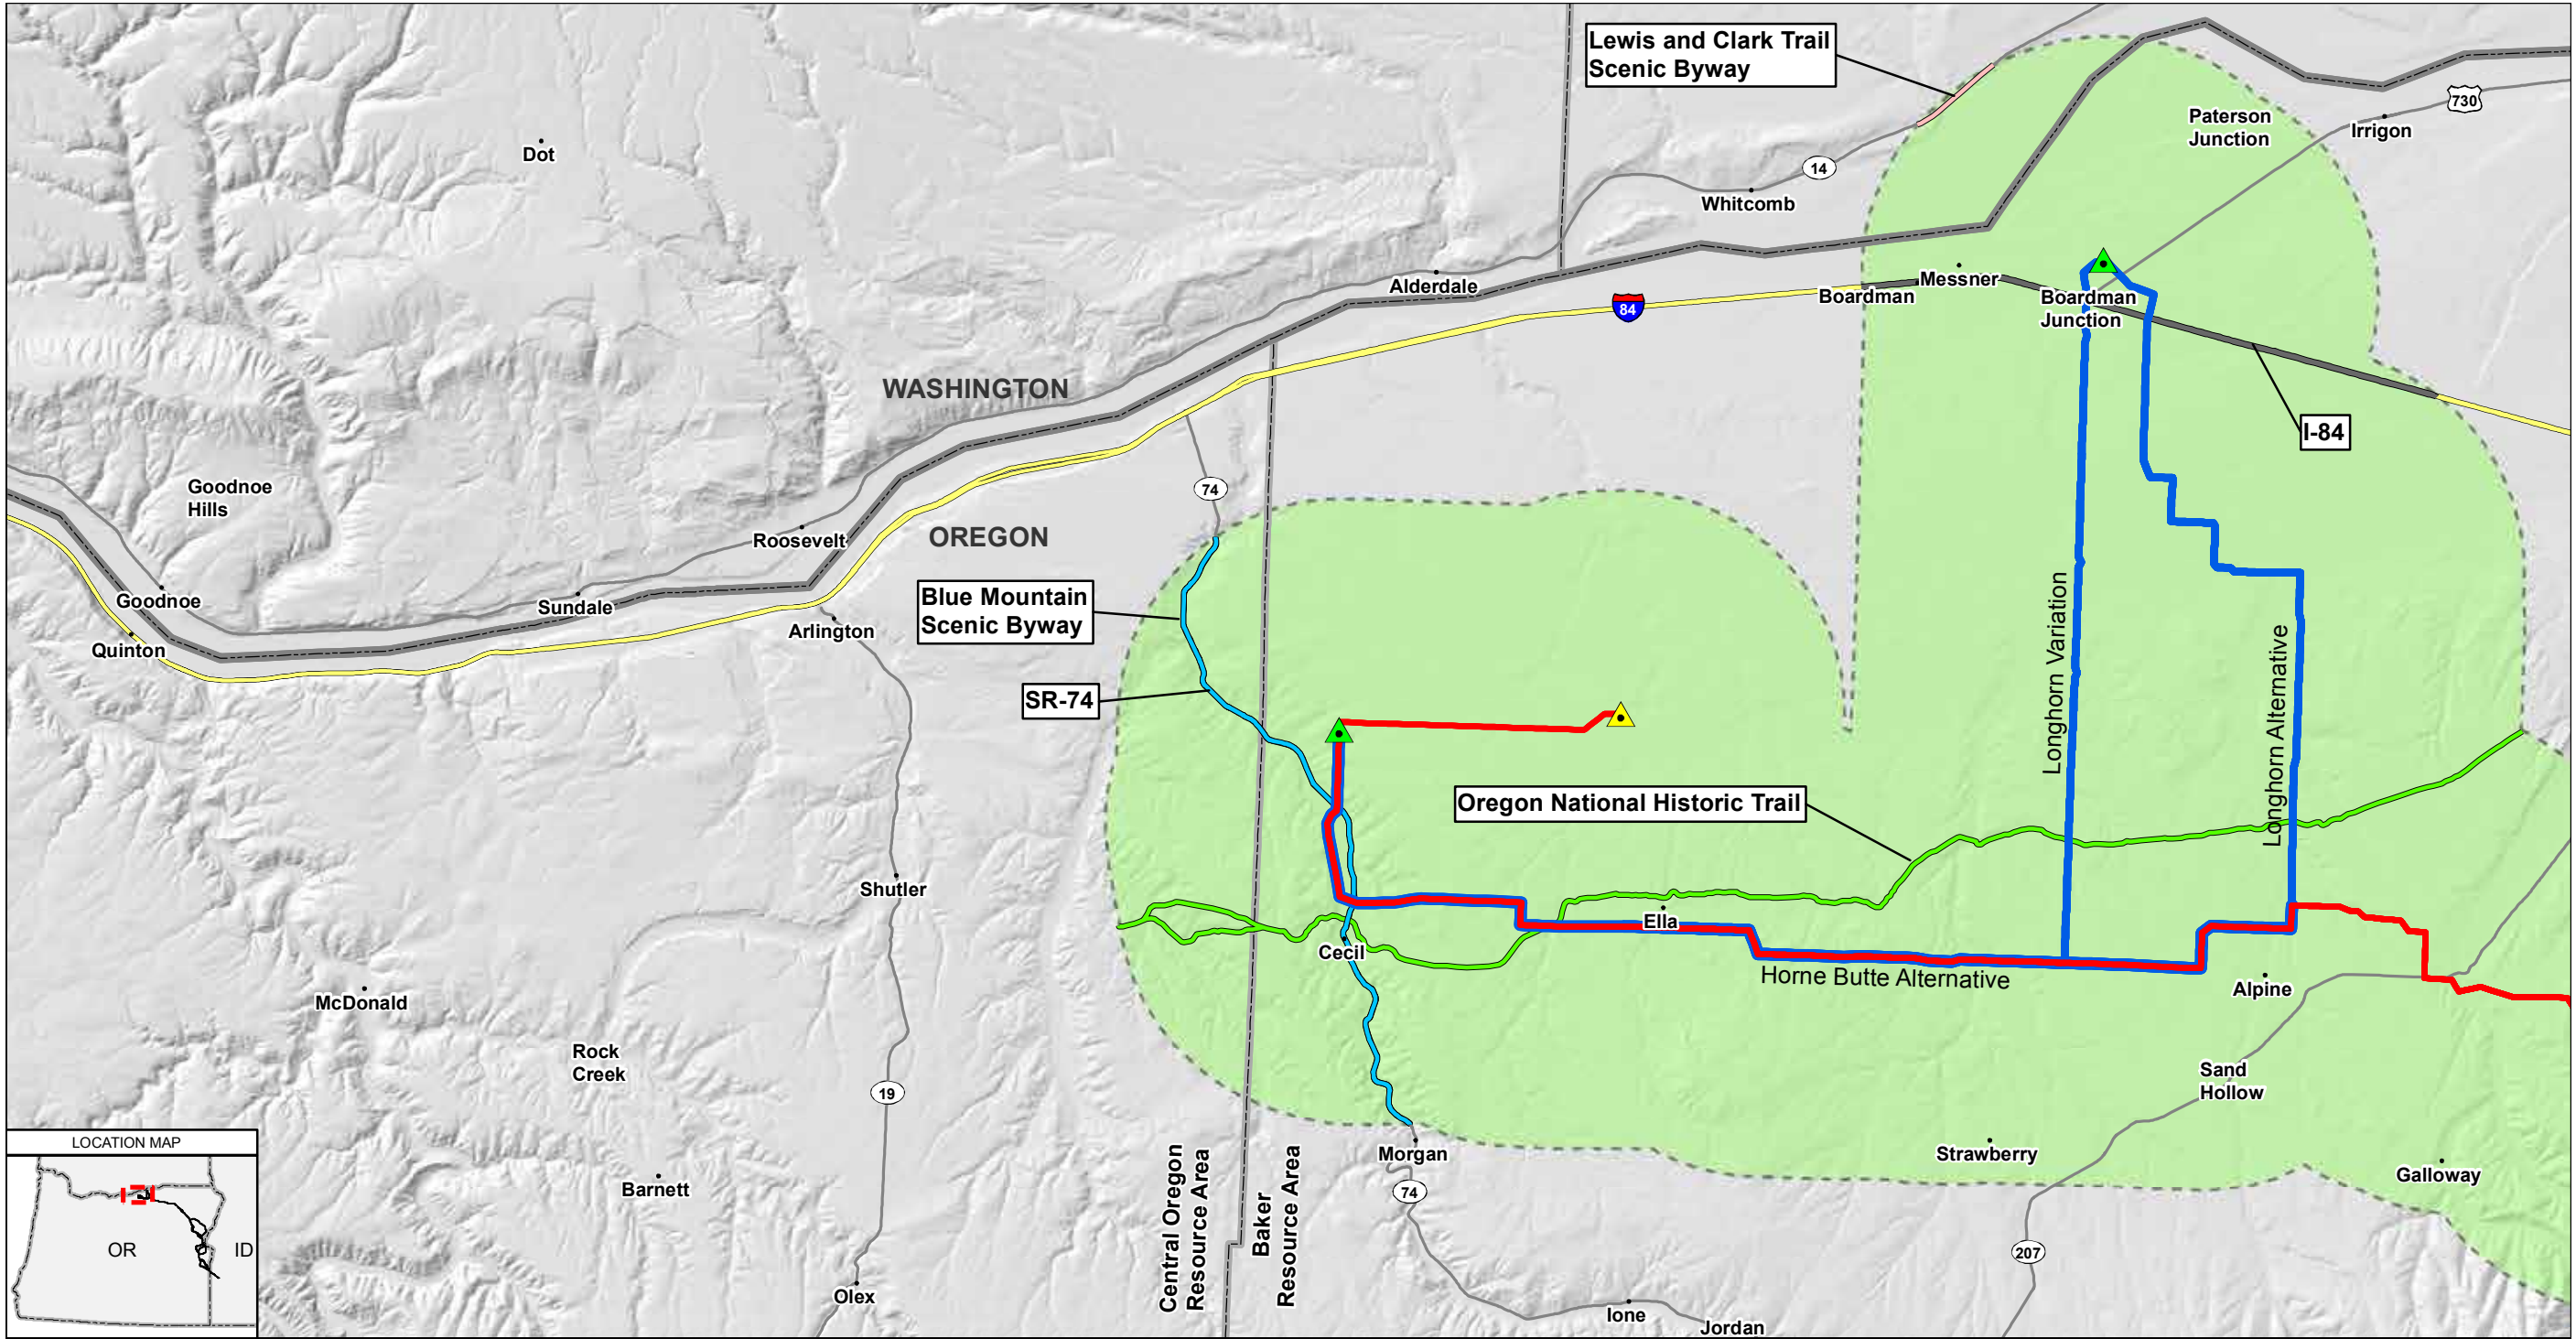 Lewis and Clark Trail
Scenic Byway
730
Paterson
Junction
Irrigon
Dot
14
Whitcomb
Alderdale
Messner
Boardman
84
Boardman
Junction
WASHINGTON
I-84
Goodnoe
Hills
74
Roosevelt
OREGON
Goodnoe
Sundale
Blue Mountain
Scenic Byway
Arlington
Quinton
Longhorn Variation
Longhorn Alternative
SR-74
Oregon National Historic Trail
Shutler
Ella
Cecil
Horne Butte Alternative
Alpine
McDonald
Rock
Creek
Sand
Hollow
19
LOCATION MAP
OR
ID
Barnett
Central Oregon
Resource Area
Baker
Resource Area
Morgan
74
Strawberry
Galloway
207
Olex
Ione
Jordan